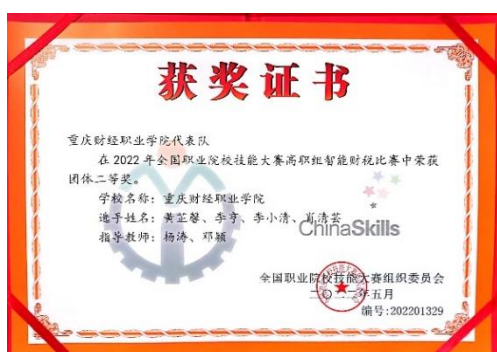 获奖证书
重庆财经职业学院代表队
在2022年全国职业院校技能大赛高职组智能财税比赛中荣获
团体二等奖。
学校名称：重庆财经职业学院
选手姓名：黄芷馨、李亨、李小清、肖清芸
指导教师：杨涛、邓颖
ChinaSkills
全国职业院校技能大赛组织委员会
二〇二二年五月
编号:202201329